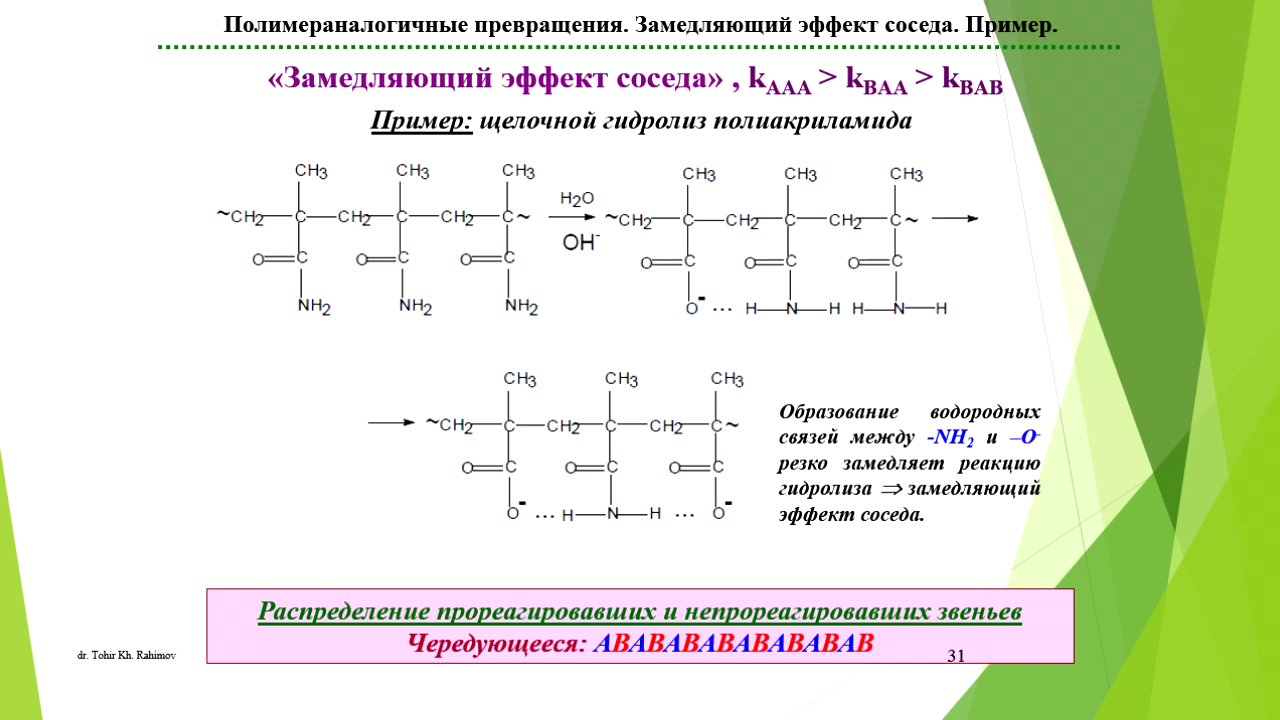 Полимераналогичные превращения. Замедляющий эффект соседа. Пример.
«Замедляющий эффект соседа» , kAAA > kBAA > kBAB
Пример: щелочной гидролиз полиакриламида
CH3 CH3 CH3
CH3 CH3 CH3
H2O
~CH2 C CH2 C CH2 C~
~CH2 C CH2 C CH2 C~
OH-
O C O C O C
O C O C O C
NH2 NH2 NH2
O- ... H N H H N H
CH3 CH3 CH3
~CH2 C CH2 C CH2 C~
O C O C O C
O- ... H N H ... O-
Образование водородных
связей между -NH2 и –O-
резко замедляет реакцию
гидролиза ⇒ замедляющий
эффект соседа.
Распределение прореагировавших и непрореагировавших звеньев
Чередующееся: ABABABABABABABAB
dr. Tohir Kh. Rahimov
31